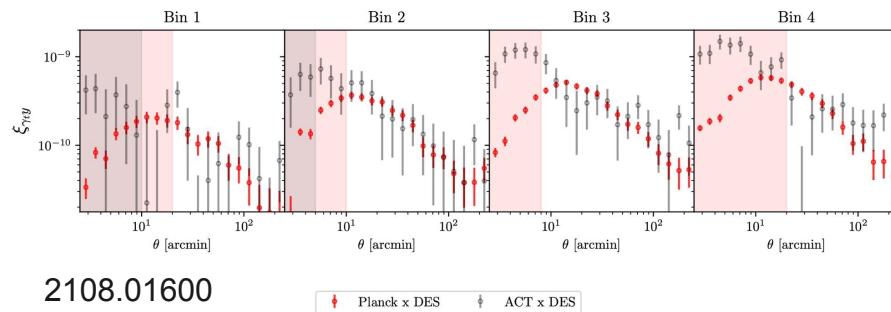 Bin 1 Bin 2 Bin 3 Bin 4
10⁻⁹
10⁻¹⁰
ξγty
10¹ 10² 10¹ 10² 10¹ 10² 10¹ 10²
θ [arcmin] θ [arcmin] θ [arcmin] θ [arcmin]
2108.01600
Planck x DES ACT x DES